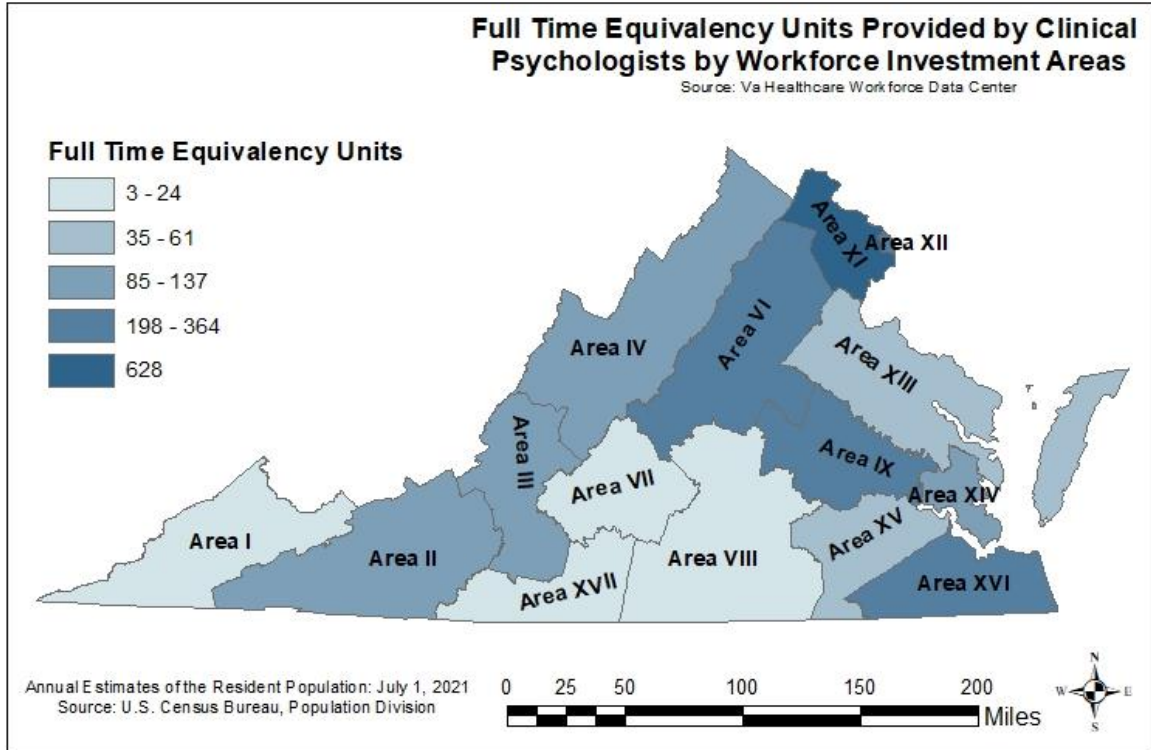 Full Time Equivalency Units Provided by Clinical
Psychologists by Workforce Investment Areas
Source: Va Healthcare Workforce Data Center
Full Time Equivalency Units
3 - 24
35 - 61
85 - 137
198 - 364
628
Area XI
Area XII
Area VI
Area IV
Area XIII
Area III
Area IX
Area VII
Area XIV
Area XV
Area I
Area II
Area VIII
Area XVII
Area XVI
Annual Estimates of the Resident Population: July 1, 2021
Source: U.S. Census Bureau, Population Division
0 25 50 100 150 200
Miles
N
W E
S